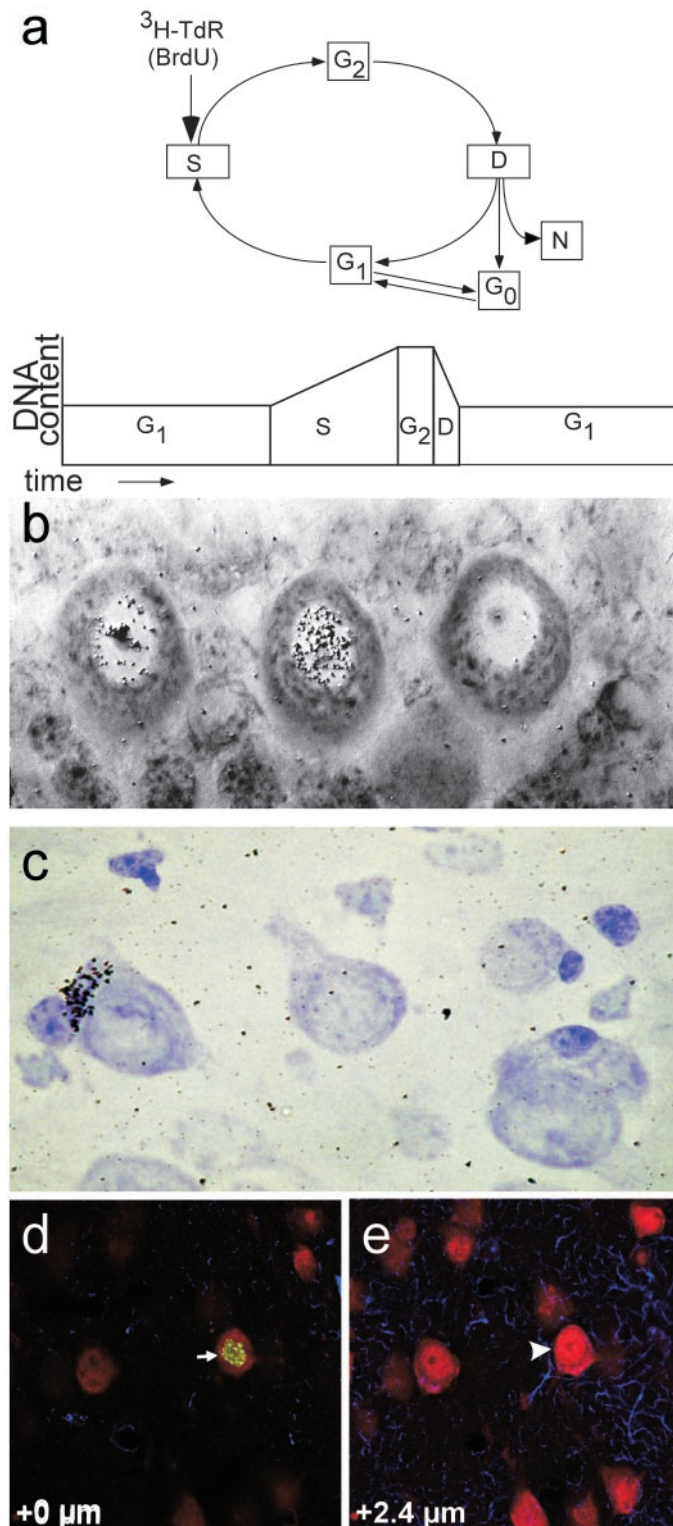 a
³H-TdR
(BrdU)
G₂
S
D
N
G₁
G₀
DNA
content
G₁
S
G₂
D
G₁
time
b
c
d
e
+0 µm
+2.4 µm